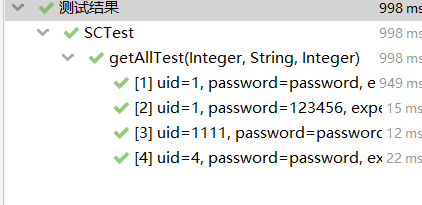 测试结果 998 ms
SCTest 998 ms
getAllTest(Integer, String, Integer) 998 ms
[1] uid=1, password=password, e 949 ms
[2] uid=1, password=123456, expe 15 ms
[3] uid=1111, password=password 12 ms
[4] uid=4, password=password, ex 22 ms